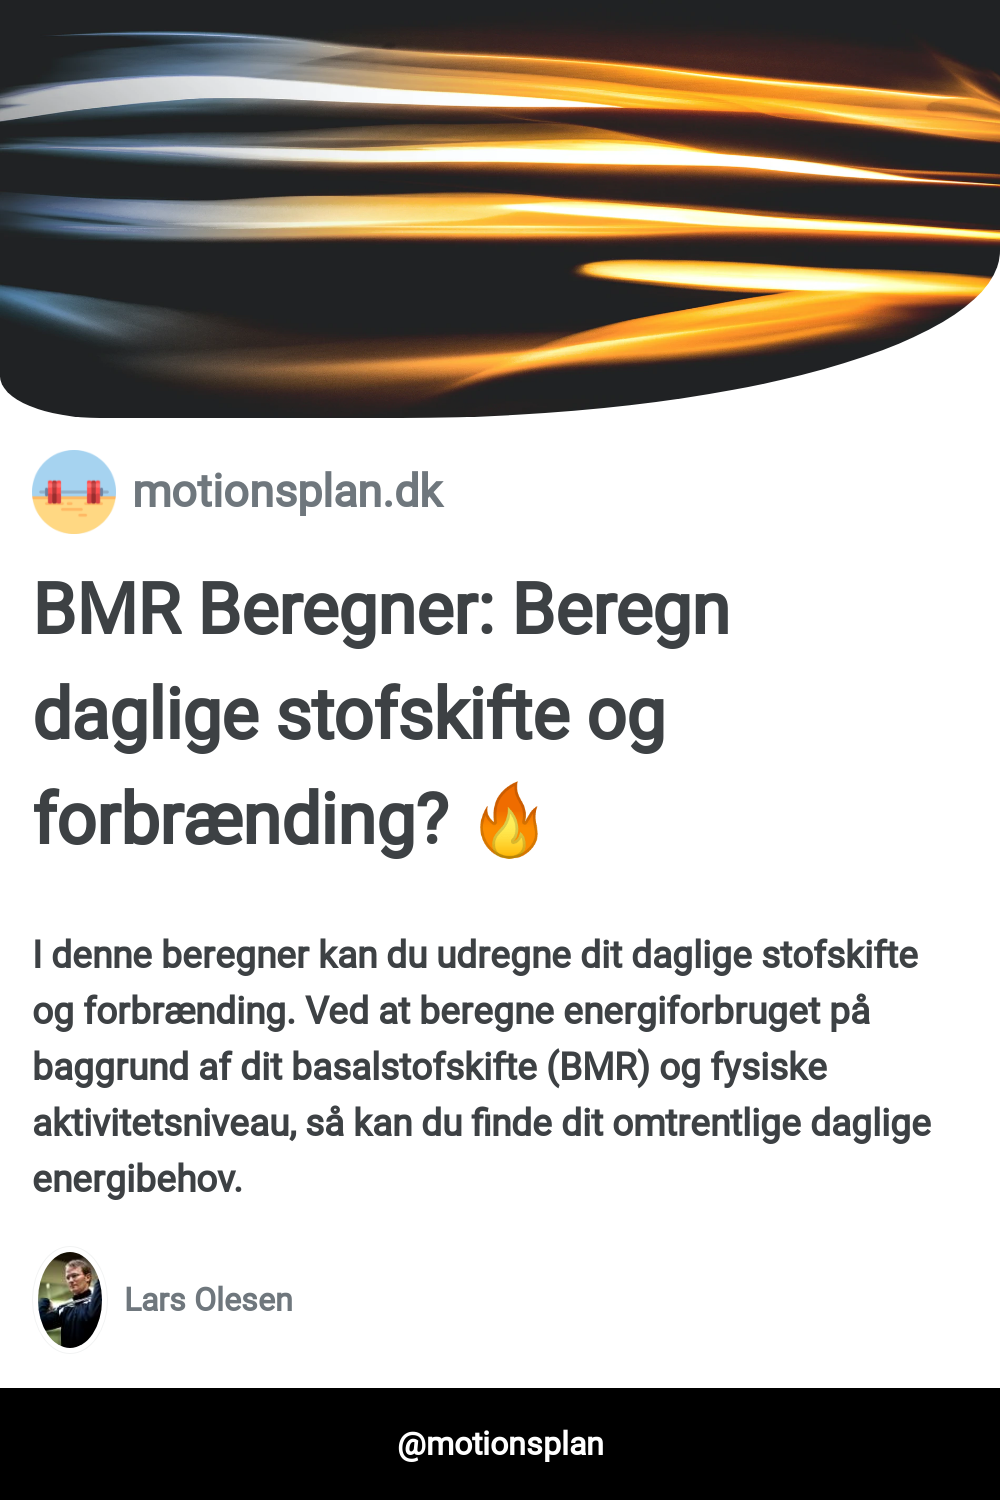 motionsplan.dk
BMR Beregner: Beregn
daglige stofskifte og
forbrænding? 🔥
I denne beregner kan du udregne dit daglige stofskifte
og forbrænding. Ved at beregne energiforbruget på
baggrund af dit basalstofskifte (BMR) og fysiske
aktivitetsniveau, så kan du finde dit omtrentlige daglige
energibehov.
Lars Olesen
@motionsplan